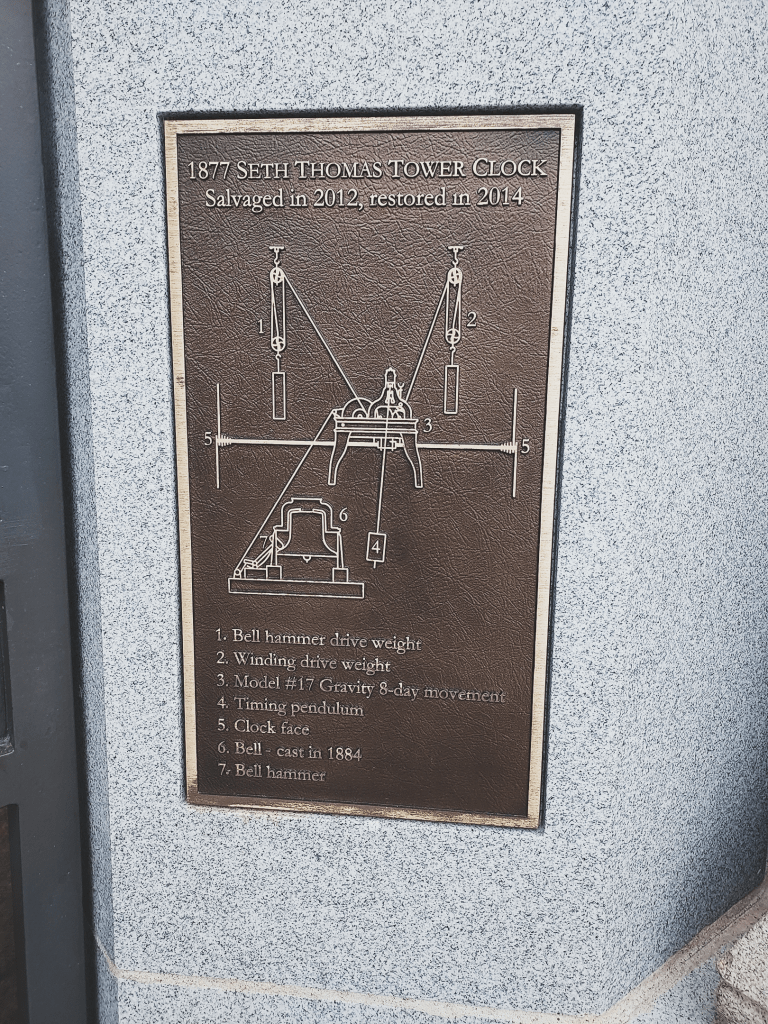 1877 SETH THOMAS TOWER CLOCK
Salvaged in 2012, restored in 2014
1
2
3
5
5
6
7
4
1. Bell hammer drive weight
2. Winding drive weight
3. Model #17 Gravity 8-day movement
4. Timing pendulum
5. Clock face
6. Bell - cast in 1884
7. Bell hammer